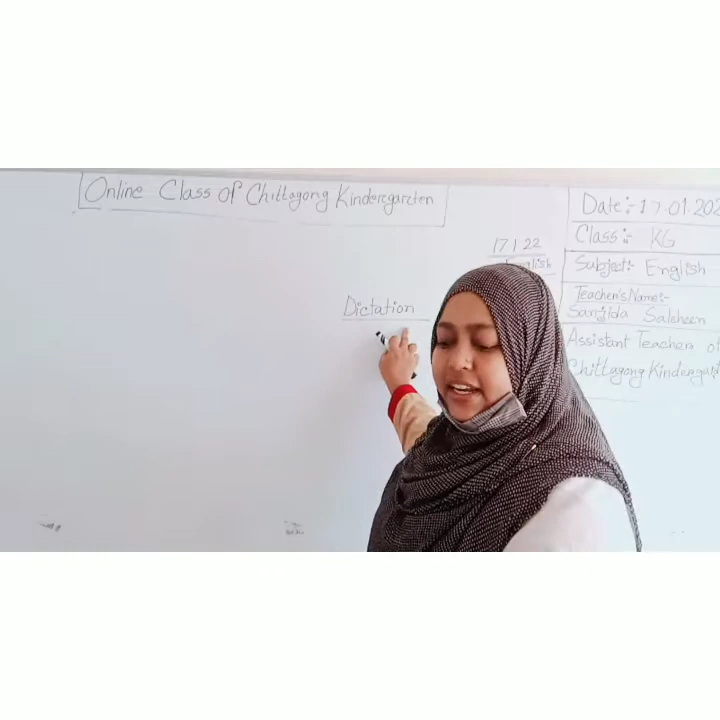 Online Class of Chittagong Kindergarten
17 1 22
English
Dictation
Date:- 17.01.202
Class:- KG
Subject:- English
Teacher's Name:-
Sanjida Saleheen
Assistant Teacher of
Chittagong Kindergart